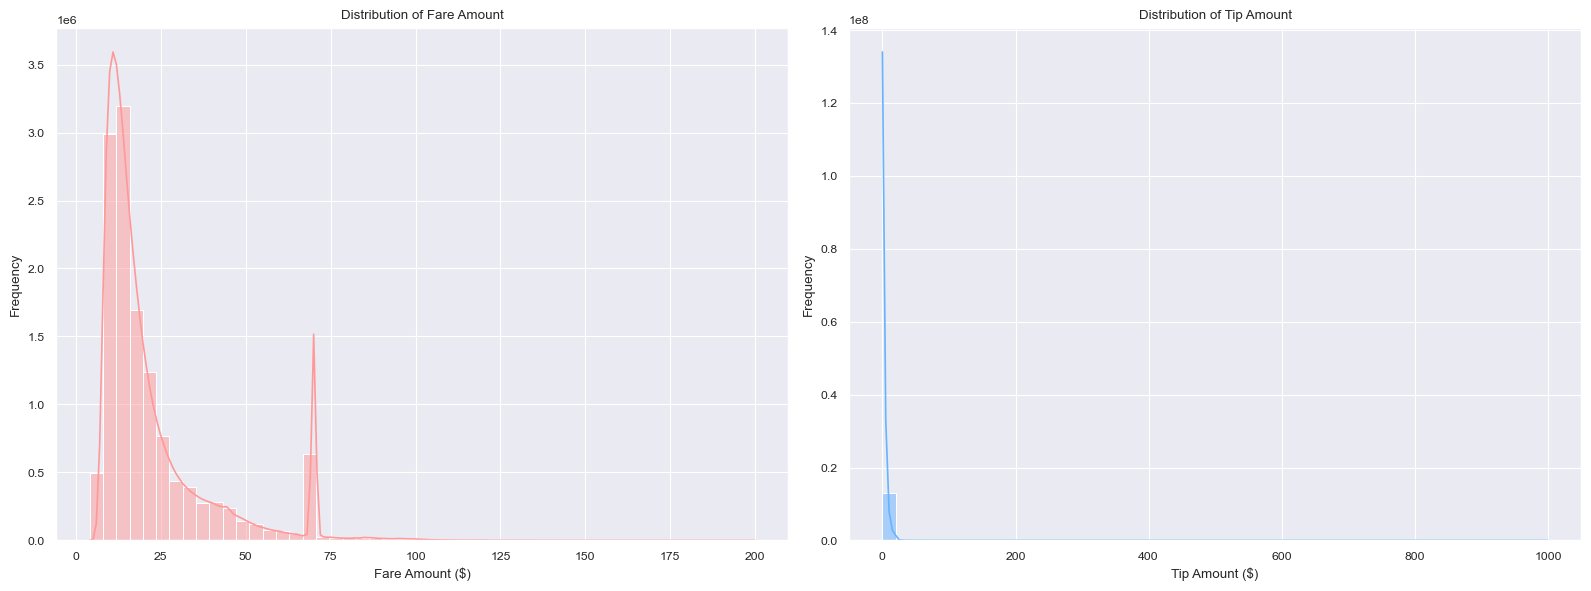 Distribution of Fare Amount
1e6
3.5
3.0
2.5
2.0
1.5
1.0
0.5
0.0
Frequency
0 25 50 75 100 125 150 175 200
Fare Amount ($)
Distribution of Tip Amount
1e8
1.4
1.2
1.0
0.8
0.6
0.4
0.2
0.0
Frequency
0 200 400 600 800 1000
Tip Amount ($)